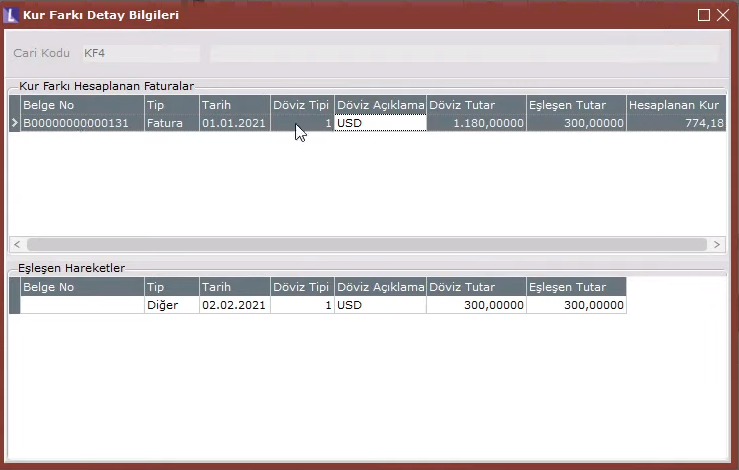 Kur Farkı Detay Bilgileri
Cari Kodu KF4
Kur Farkı Hesaplanan Faturalar
Belge No Tip Tarih Döviz Tipi Döviz Açıklama Döviz Tutar Eşleşen Tutar Hesaplanan Kur
B00000000000131 Fatura 01.01.2021 1 USD 1.180,00000 300,00000 774,18
Eşleşen Hareketler
Belge No Tip Tarih Döviz Tipi Döviz Açıklama Döviz Tutar Eşleşen Tutar
Diğer 02.02.2021 1 USD 300,00000 300,00000